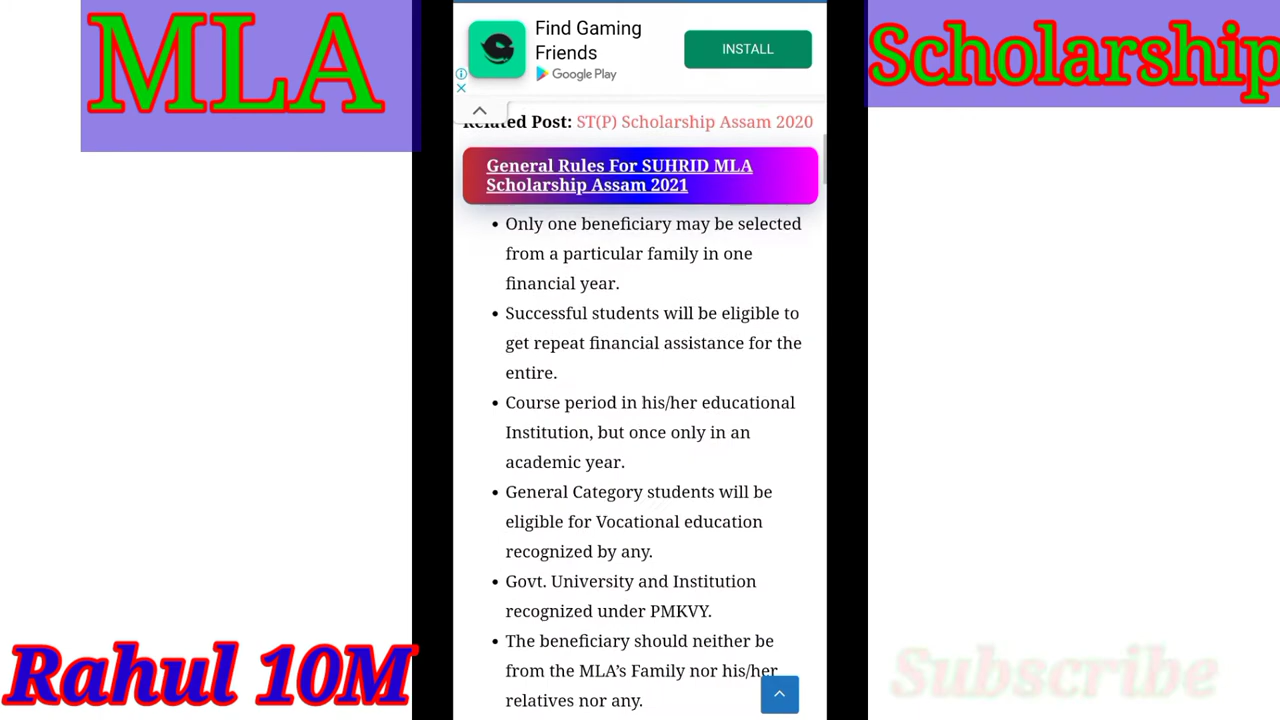 MLA
Scholarship
Find Gaming
Friends
Google Play
INSTALL
Related Post: ST(P) Scholarship Assam 2020
General Rules For SUHRID MLA
Scholarship Assam 2021
• Only one beneficiary may be selected
from a particular family in one
financial year.
• Successful students will be eligible to
get repeat financial assistance for the
entire.
• Course period in his/her educational
Institution, but once only in an
academic year.
• General Category students will be
eligible for Vocational education
recognized by any.
• Govt. University and Institution
recognized under PMKVY.
• The beneficiary should neither be
from the MLA's Family nor his/her
relatives nor any.
Rahul 10M
Subscribe